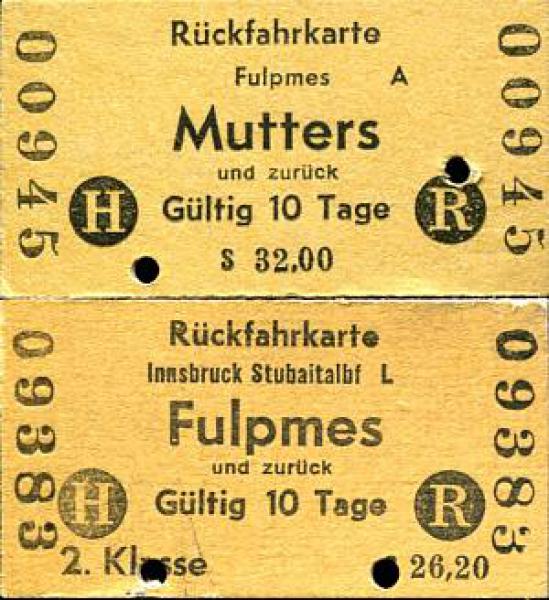 00945
Rückfahrkarte
Fulpmes A
Mutters
und zurück
H Gültig 10 Tage R
S 32,00
00945
09383
Rückfahrkarte
Innsbruck Stubaitalbf L
Fulpmes
und zurück
H Gültig 10 Tage R
2. Klasse 26,20
09383